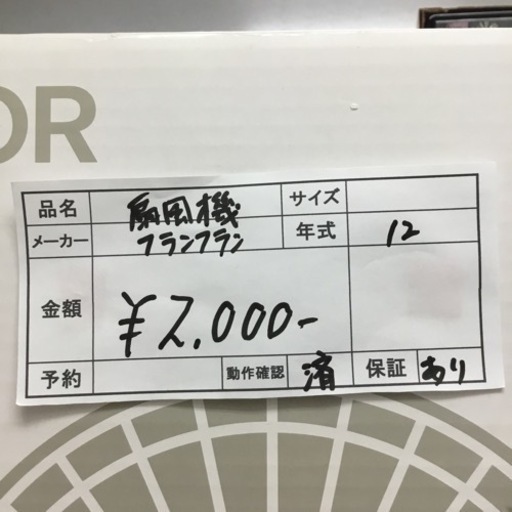 OR
品名 扇風機 サイズ
メーカー フランフラン 年式 12
金額 ¥2,000-
予約 動作確認 済 保証 あり